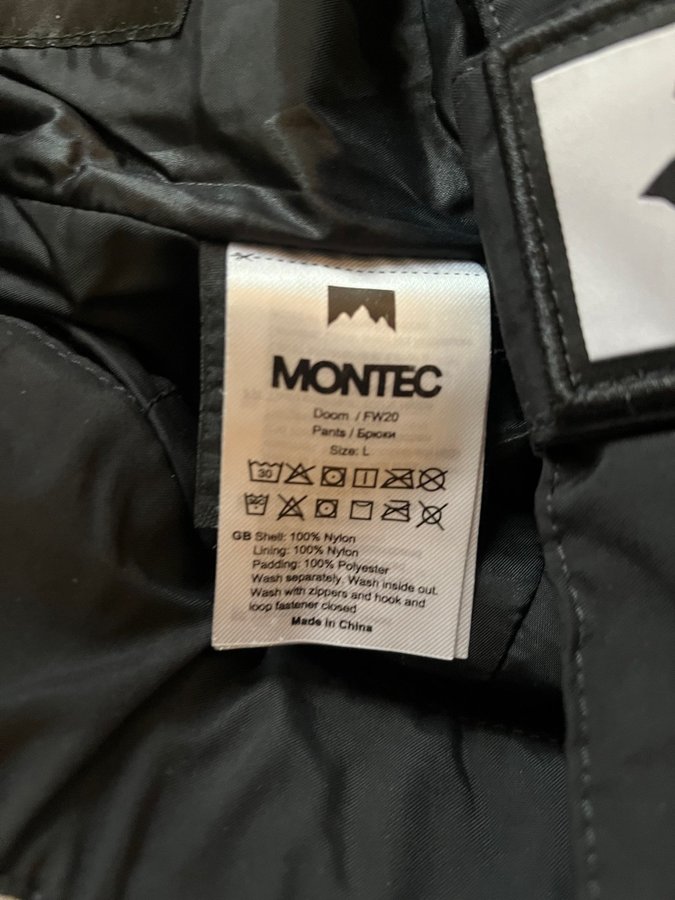 MONTEC
Doom / FW20
Pants / Брюки
Size: L
30
GB Shell: 100% Nylon
Lining: 100% Nylon
Padding: 100% Polyester
Wash separately. Wash inside out.
Wash with zippers and hook and
loop fastener closed
Made in China